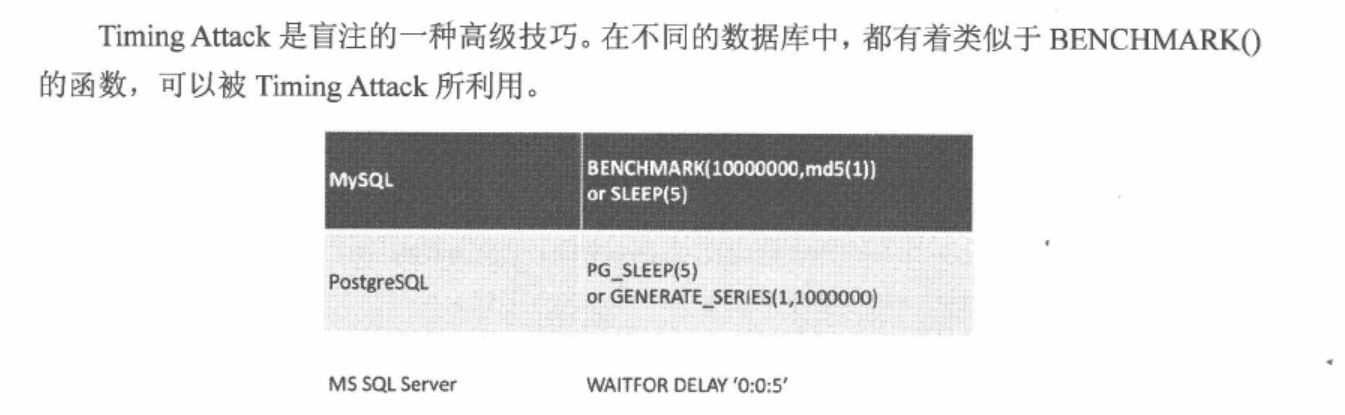 Timing Attack 是盲注的一种高级技巧。在不同的数据库中，都有着类似于 BENCHMARK()
的函数，可以被 Timing Attack 所利用。
MySQL
BENCHMARK(10000000,md5(1))
or SLEEP(5)
PostgreSQL
PG_SLEEP(5)
or GENERATE_SERIES(1,1000000)
MS SQL Server
WAITFOR DELAY '0:0:5'